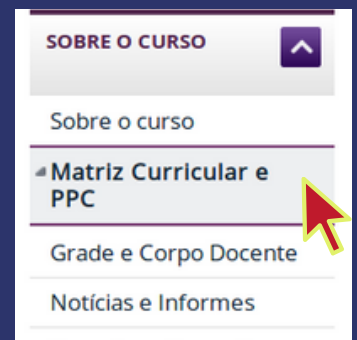 SOBRE O CURSO
Sobre o curso
Matriz Curricular e
PPC
Grade e Corpo Docente
Notícias e Informes